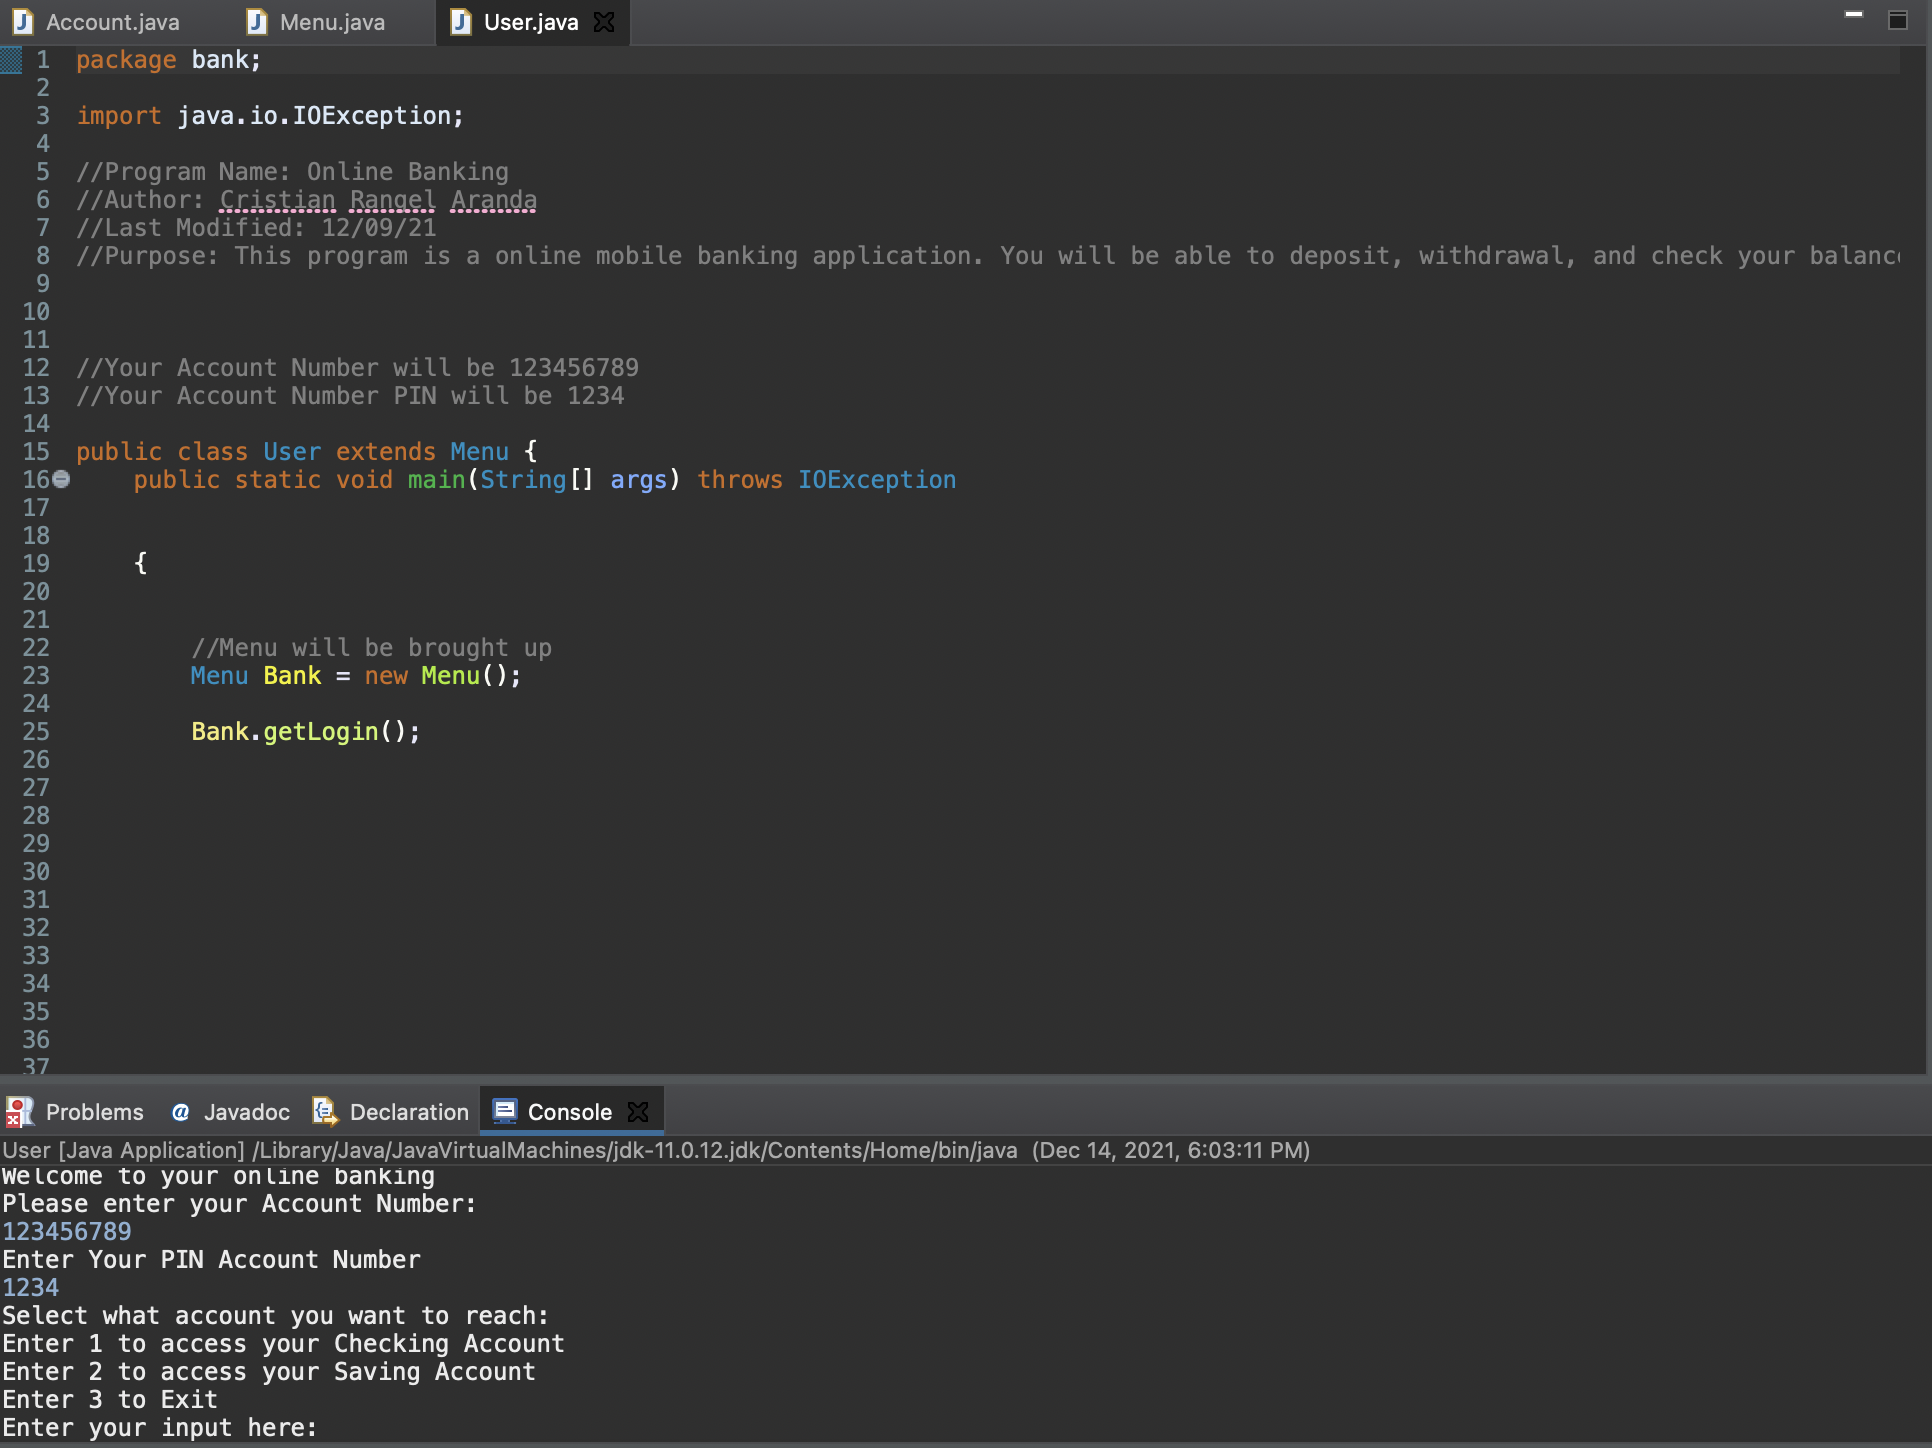 Account.java Menu.java User.java
1 package bank;
2
3 import java.io.IOException;
4
5 //Program Name: Online Banking
6 //Author: Cristian Rangel Aranda
7 //Last Modified: 12/09/21
8 //Purpose: This program is a online mobile banking application. You will be able to deposit, withdrawal, and check your balanc
9
10
11
12 //Your Account Number will be 123456789
13 //Your Account Number PIN will be 1234
14
15 public class User extends Menu {
16 public static void main(String[] args) throws IOException
17
18
19 {
20
21
22 //Menu will be brought up
23 Menu Bank = new Menu();
24
25 Bank.getLogin();
26
27
28
29
30
31
32
33
34
35
36
37
Problems @ Javadoc Declaration Console
User [Java Application] /Library/Java/JavaVirtualMachines/jdk-11.0.12.jdk/Contents/Home/bin/java (Dec 14, 2021, 6:03:11 PM)
Welcome to your online banking
Please enter your Account Number:
123456789
Enter Your PIN Account Number
1234
Select what account you want to reach:
Enter 1 to access your Checking Account
Enter 2 to access your Saving Account
Enter 3 to Exit
Enter your input here: